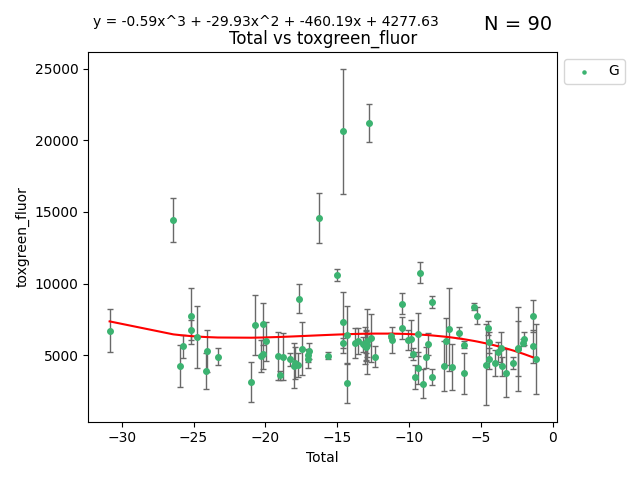 y = -0.59x^3 + -29.93x^2 + -460.19x + 4277.63
N = 90
Total vs toxgreen_fluor
G
25000
20000
15000
10000
5000
toxgreen_fluor
−30 −25 −20 −15 −10 −5 0
Total